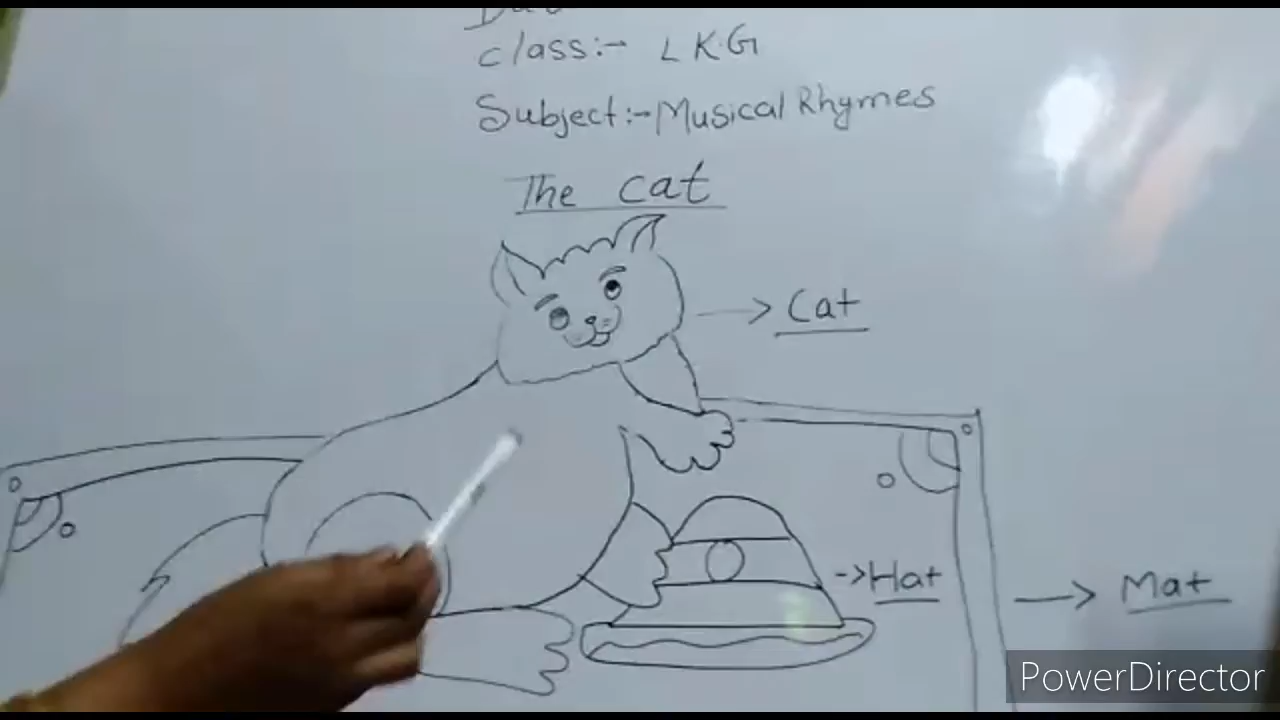 Class:- LKG
Subject:- Musical Rhymes
The Cat
Cat
Hat
Mat
PowerDirector